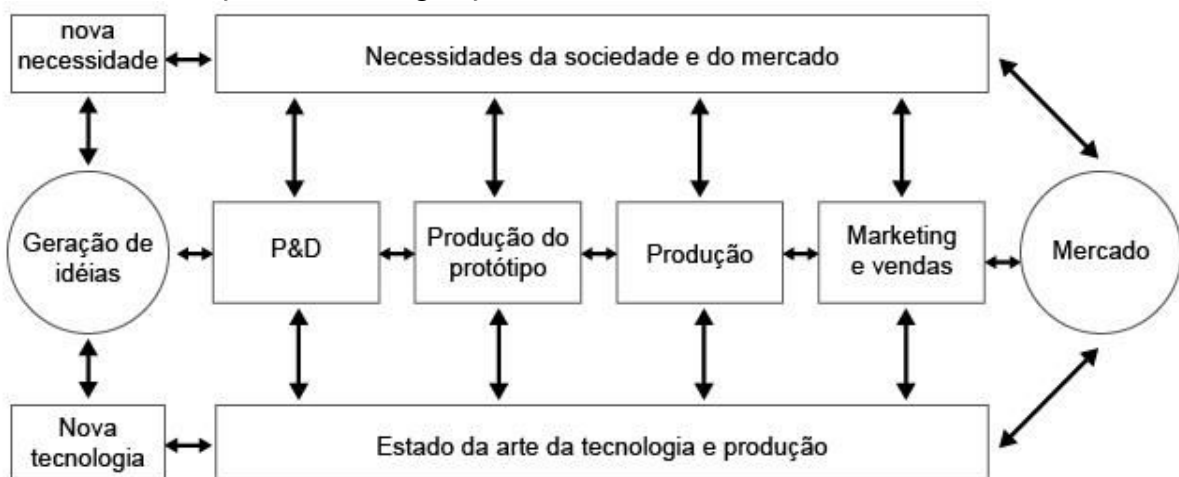 nova
necessidade
Necessidades da sociedade e do mercado
Geração de
idéias
P&D
Produção do
protótipo
Produção
Marketing
e vendas
Mercado
Nova
tecnologia
Estado da arte da tecnologia e produção